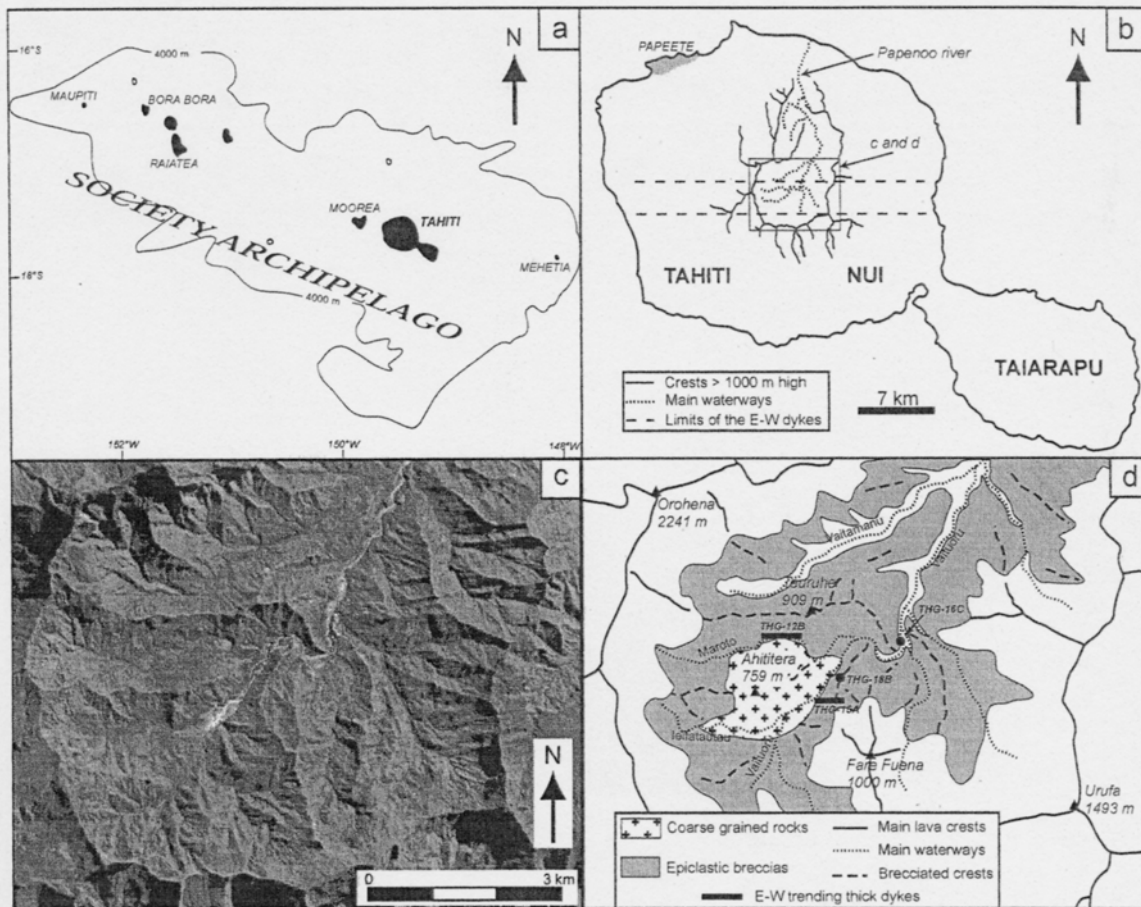 a
16°S
4000 m
N
MAUPITI
BORA BORA
RAIATEA
SOCIETY ARCHIPELAGO
MOOREA
TAHITI
MEHETIA
18°S
4000 m
152°W
150°W
148°W
b
PAPEETE
Papenoo river
N
c and d
TAHITI
NUI
TAIARAPU
Crests > 1000 m high
Main waterways
Limits of the E-W dykes
7 km
c
N
0
3 km
d
Orohena
2241 m
Vaitamanu
Vaituoru
909 m
THG-16C
THG-12B
Maroto
Ahititera
759 m
THG-18B
THG-15A
Fare Fuena
1000 m
Urufa
1493 m
Coarse grained rocks
Main lava crests
Main waterways
Epiclastic breccias
Brecciated crests
E-W trending thick dykes